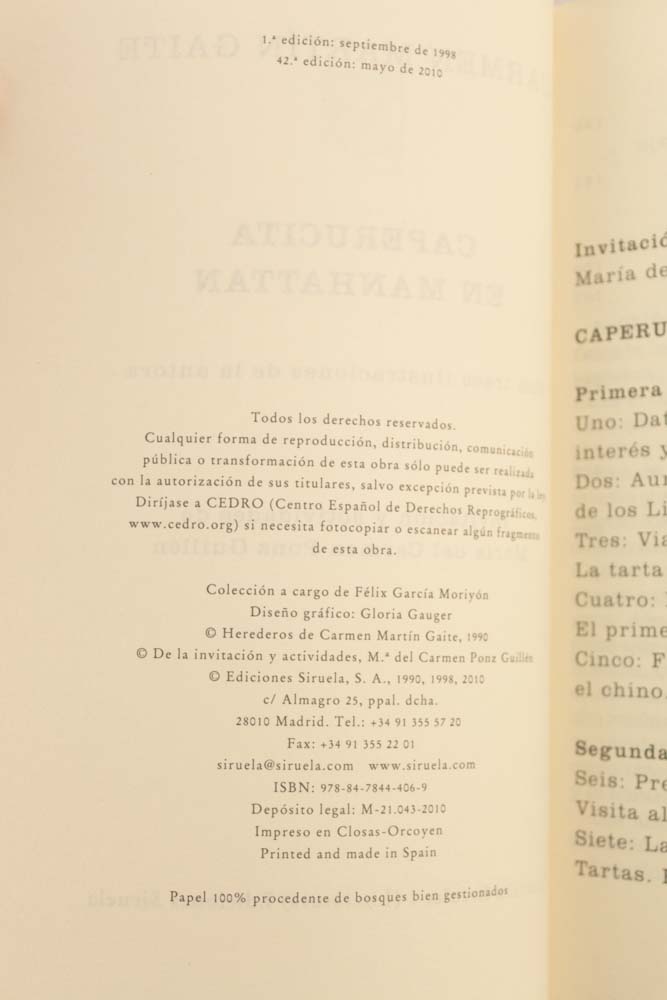 1.ª edición: septiembre de 1998
42.ª edición: mayo de 2010
CAPERUCITA
EN MANHATTAN
Todos los derechos reservados.
Cualquier forma de reproducción, distribución, comunicación
pública o transformación de esta obra sólo puede ser realizada
con la autorización de sus titulares, salvo excepción prevista por la ley.
Diríjase a CEDRO (Centro Español de Derechos Reprográficos,
www.cedro.org) si necesita fotocopiar o escanear algún fragmento
de esta obra.
Colección a cargo de Félix García Moriyón
Diseño gráfico: Gloria Gauger
© Herederos de Carmen Martín Gaite, 1990
© De la invitación y actividades, M.ª del Carmen Ponz Guillén
© Ediciones Siruela, S. A., 1990, 1998, 2010
c/ Almagro 25, ppal. dcha.
28010 Madrid. Tel.: +34 91 355 57 20
Fax: +34 91 355 22 01
siruela@siruela.com www.siruela.com
ISBN: 978-84-7844-406-9
Depósito legal: M-21.043-2010
Impreso en Closas-Orcoyen
Printed and made in Spain
Papel 100% procedente de bosques bien gestionados
Invitació
María de
CAPERU
Primera
Uno: Dat
interés y
Dos: Aur
de los Li
Tres: Via
La tarta
Cuatro:
El prime
Cinco: F
el chino.
Segunda
Seis: Pre
Visita al
Siete: La
Tartas.